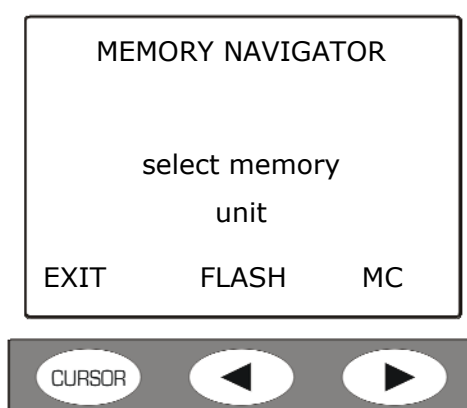 MEMORY NAVIGATOR
select memory
unit
EXIT FLASH MC
CURSOR